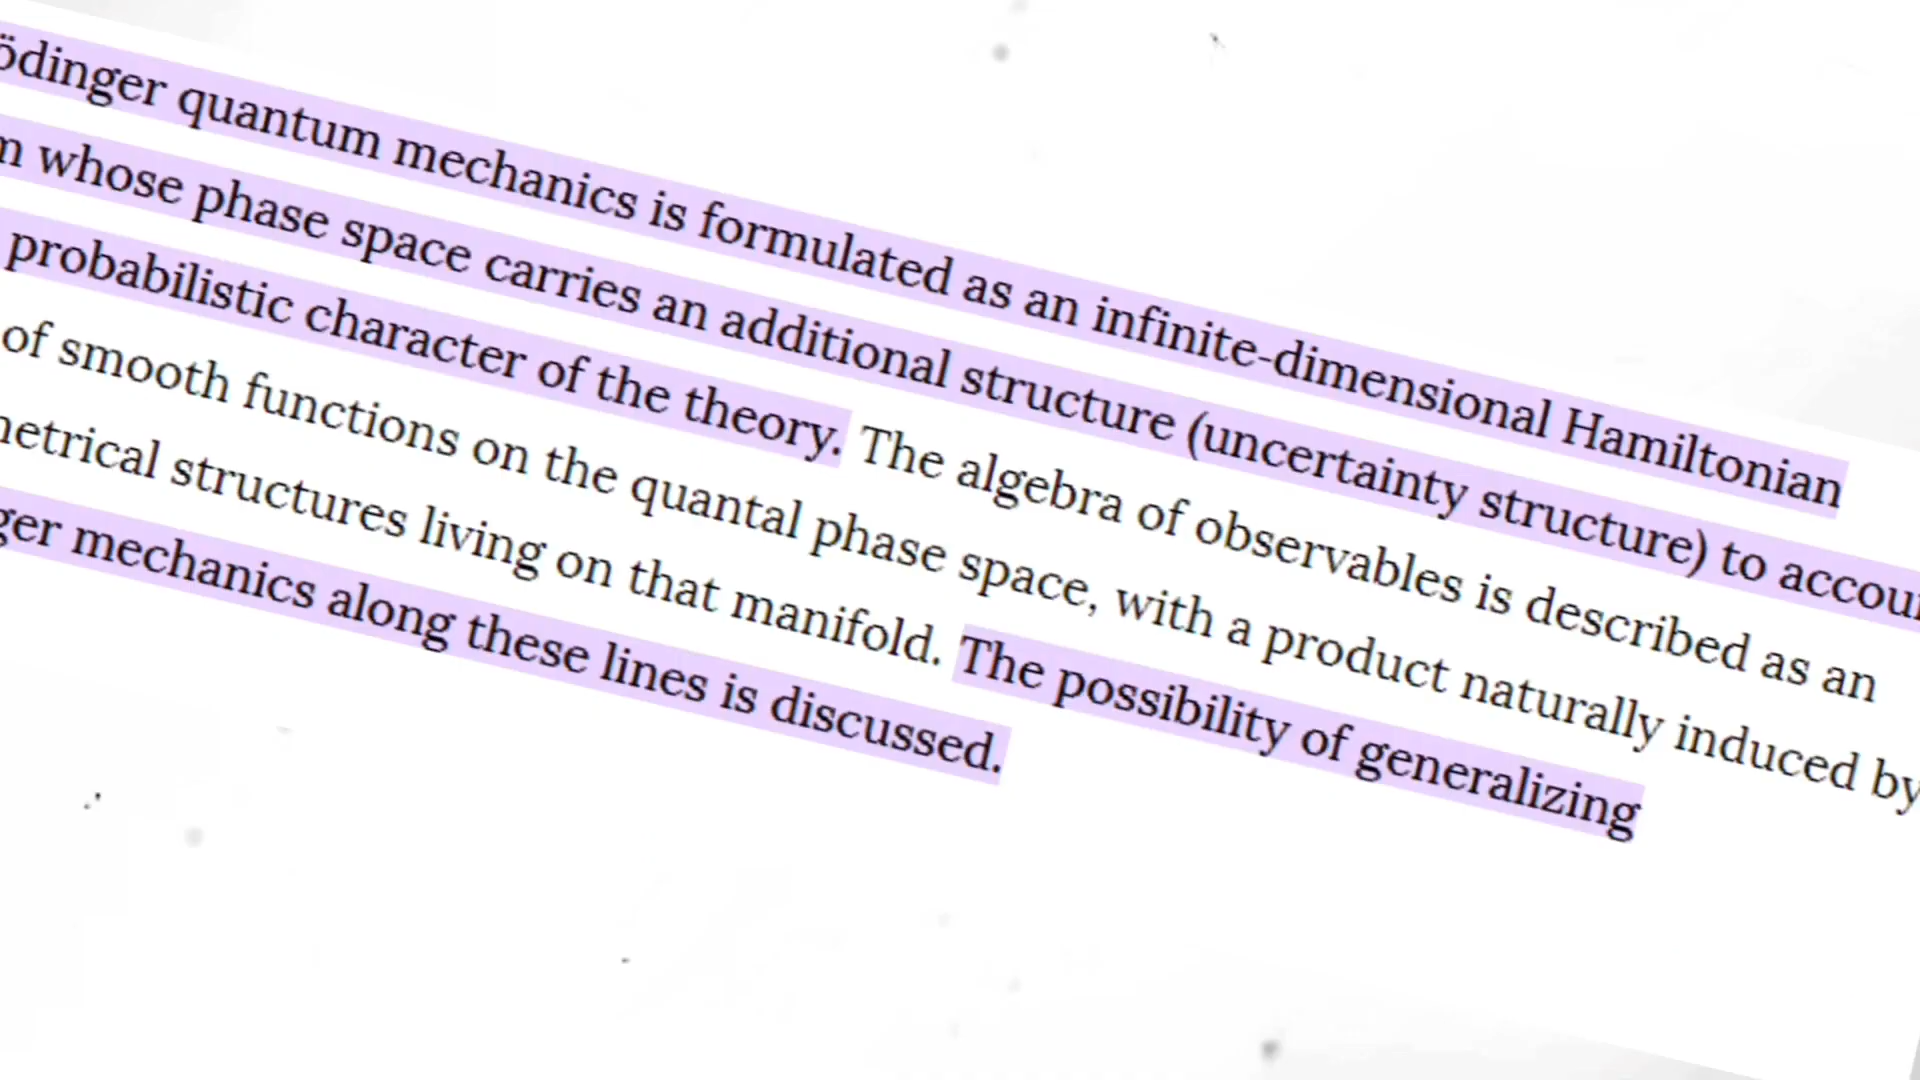 ödinger quantum mechanics is formulated as an infinite-dimensional Hamiltonian
m whose phase space carries an additional structure (uncertainty structure) to accou
probabilistic character of the theory. The algebra of observables is described as an
of smooth functions on the quantal phase space, with a product naturally induced by
metrical structures living on that manifold. The possibility of generalizing
ger mechanics along these lines is discussed.